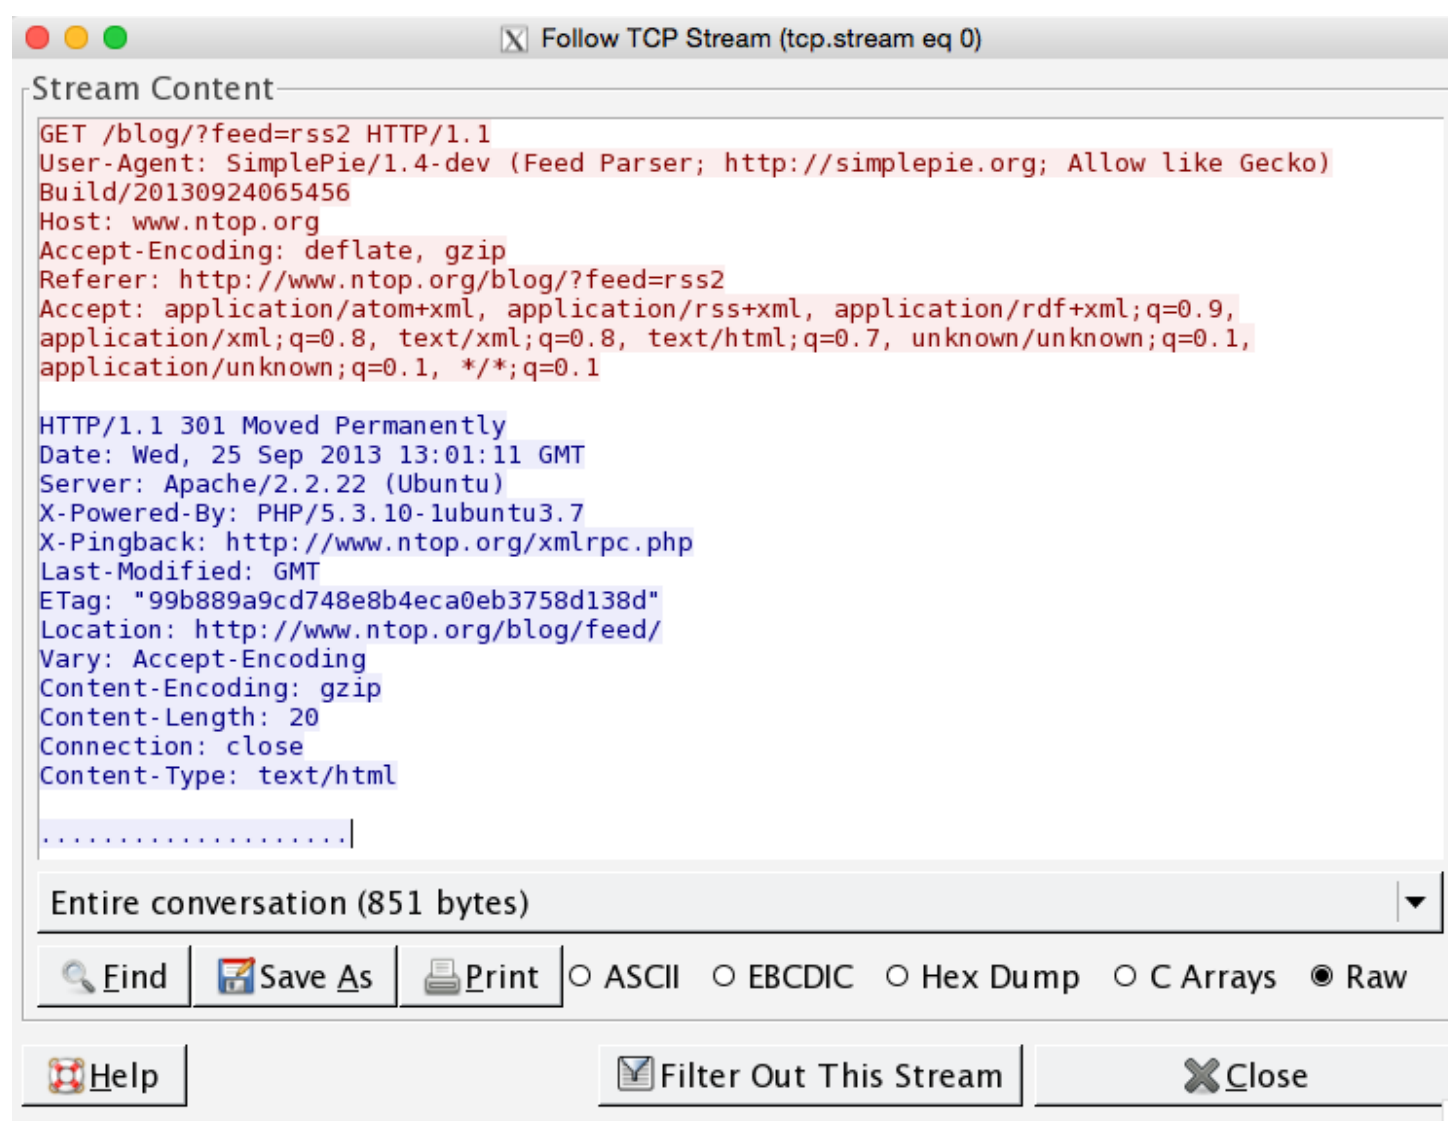 Follow TCP Stream (tcp.stream eq 0)
Stream Content
GET /blog/?feed=rss2 HTTP/1.1
User-Agent: SimplePie/1.4-dev (Feed Parser; http://simplepie.org; Allow like Gecko)
Build/20130924065456
Host: www.ntop.org
Accept-Encoding: deflate, gzip
Referer: http://www.ntop.org/blog/?feed=rss2
Accept: application/atom+xml, application/rss+xml, application/rdf+xml;q=0.9,
application/xml;q=0.8, text/xml;q=0.8, text/html;q=0.7, unknown/unknown;q=0.1,
application/unknown;q=0.1, */*;q=0.1
HTTP/1.1 301 Moved Permanently
Date: Wed, 25 Sep 2013 13:01:11 GMT
Server: Apache/2.2.22 (Ubuntu)
X-Powered-By: PHP/5.3.10-1ubuntu3.7
X-Pingback: http://www.ntop.org/xmlrpc.php
Last-Modified: GMT
ETag: "99b889a9cd748e8b4eca0eb3758d138d"
Location: http://www.ntop.org/blog/feed/
Vary: Accept-Encoding
Content-Encoding: gzip
Content-Length: 20
Connection: close
Content-Type: text/html
....................
Entire conversation (851 bytes)
Find Save As Print ASCII EBCDIC Hex Dump C Arrays Raw
Help Filter Out This Stream Close